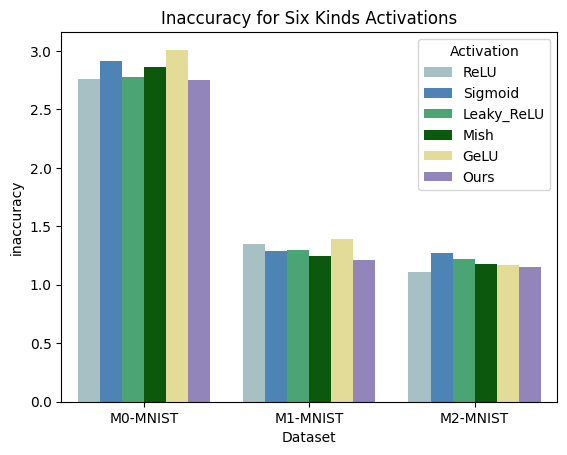 Inaccuracy for Six Kinds Activations
inaccuracy
3.0
2.5
2.0
1.5
1.0
0.5
0.0
Activation
ReLU
Sigmoid
Leaky_ReLU
Mish
GeLU
Ours
M0-MNIST
M1-MNIST
M2-MNIST
Dataset